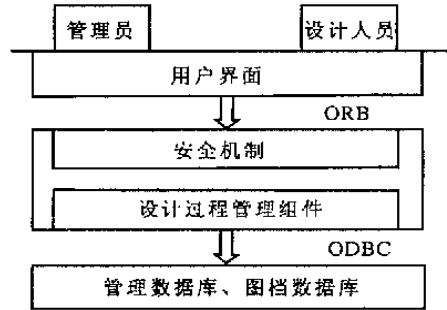 管理员
设计人员
用户界面
ORB
安全机制
设计过程管理组件
ODBC
管理数据库、图档数据库